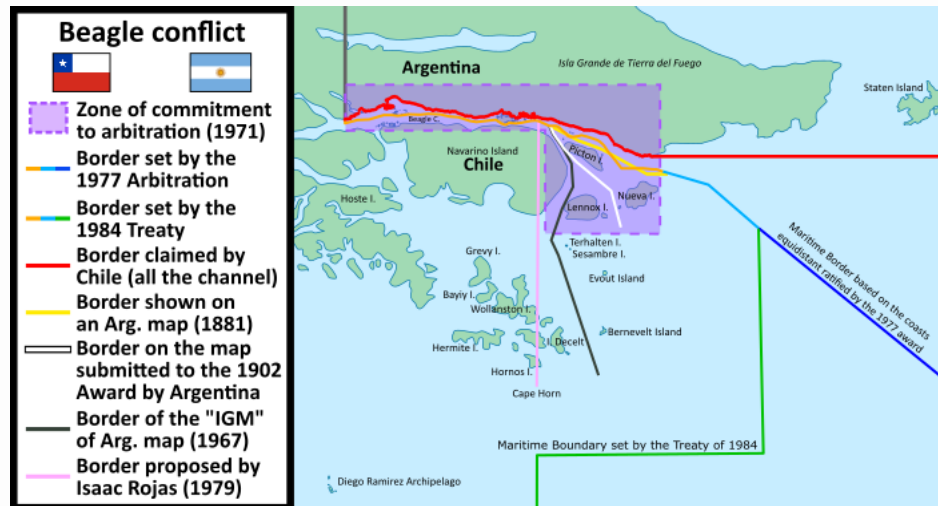 Beagle conflict
Zone of commitment
to arbitration (1971)
Border set by the
1977 Arbitration
Border set by the
1984 Treaty
Border claimed by
Chile (all the channel)
Border shown on
an Arg. map (1881)
Border on the map
submitted to the 1902
Award by Argentina
Border of the "IGM"
of Arg. map (1967)
Border proposed by
Isaac Rojas (1979)
Argentina
Isla Grande de Tierra del Fuego
Staten Island
Beagle C.
Navarino Island
Chile
Picton I.
Nueva I.
Lennox I.
Hoste I.
Terhalten I.
Sesambre I.
Grevy I.
Evout Island
Bayiy I.
Wollanston I.
Bernevelt Island
Hermite I.
I. Decelt
Hornos I.
Cape Horn
Maritime Border based on the coasts
equidistant ratified by the 1977 award
Maritime Boundary set by the Treaty of 1984
Diego Ramirez Archipelago